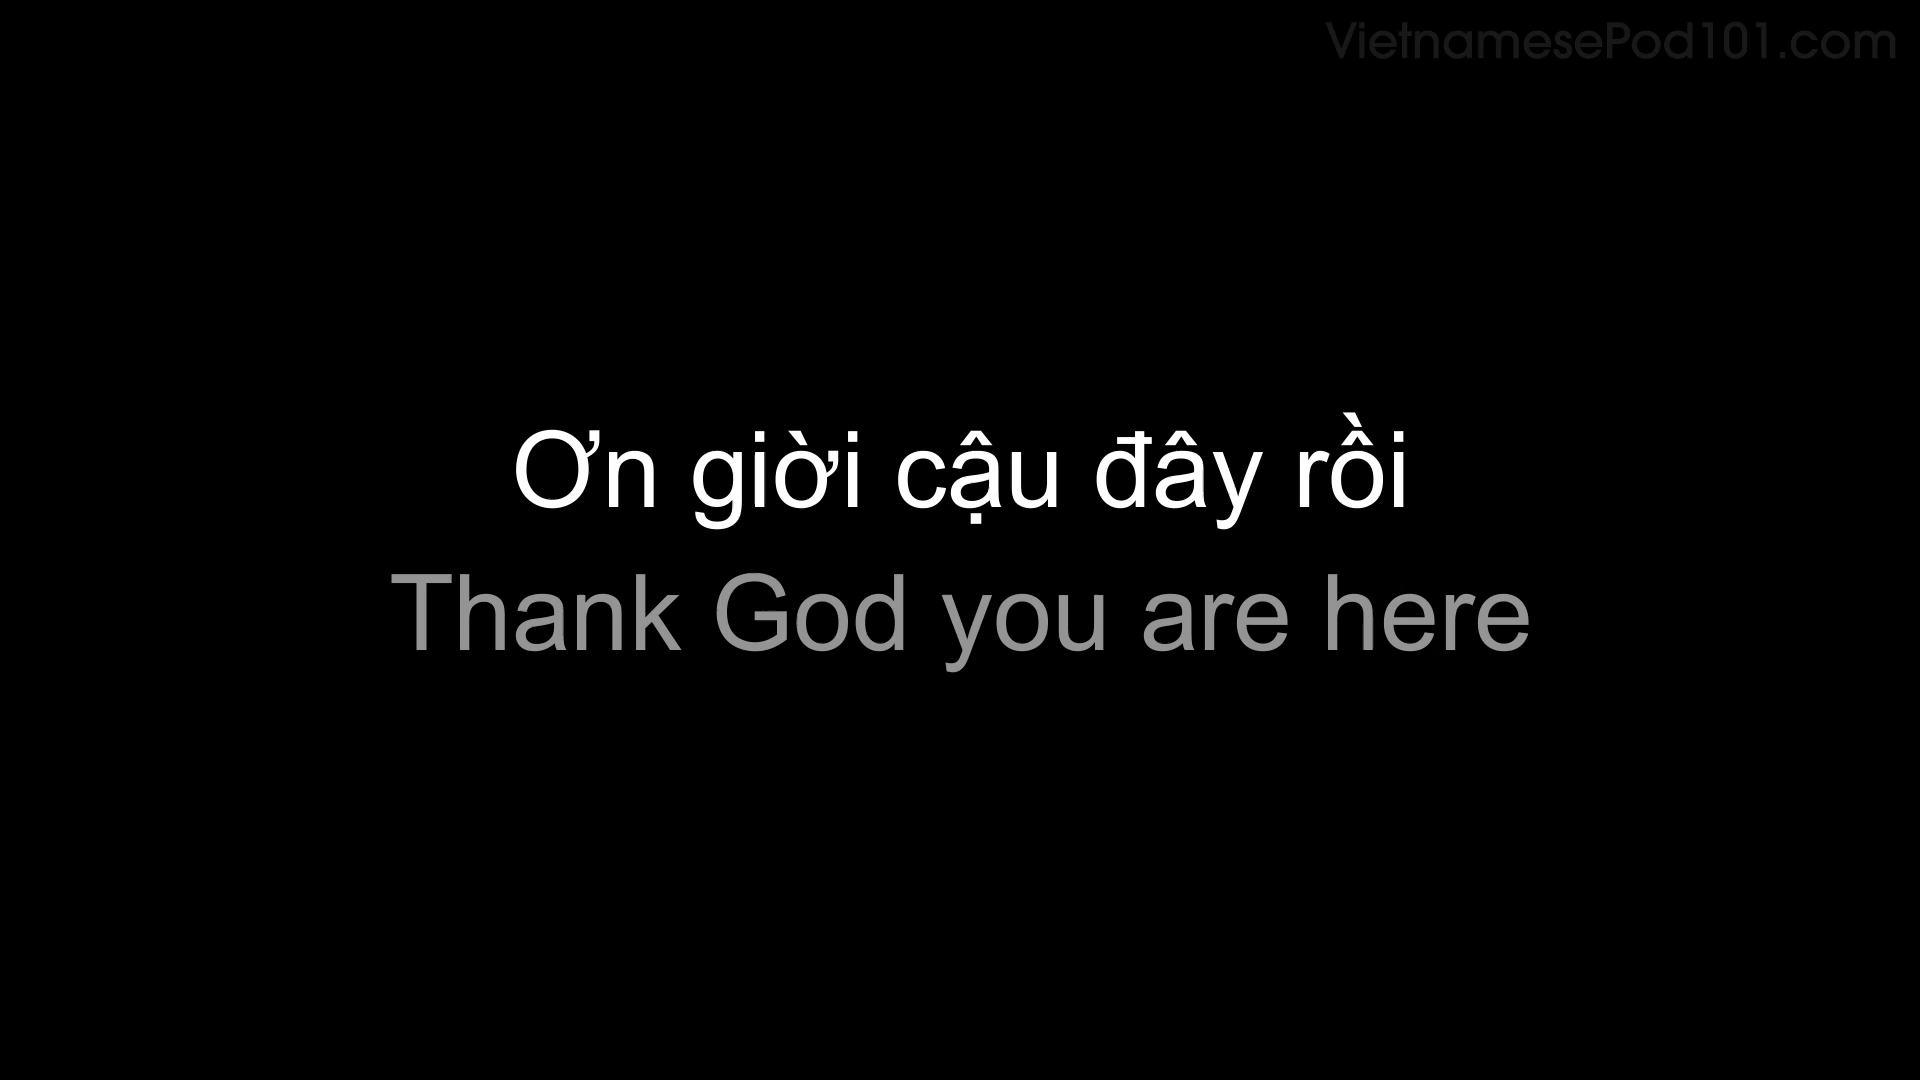 VietnamesePod101.com
Ơn giời cậu đây rồi
Thank God you are here